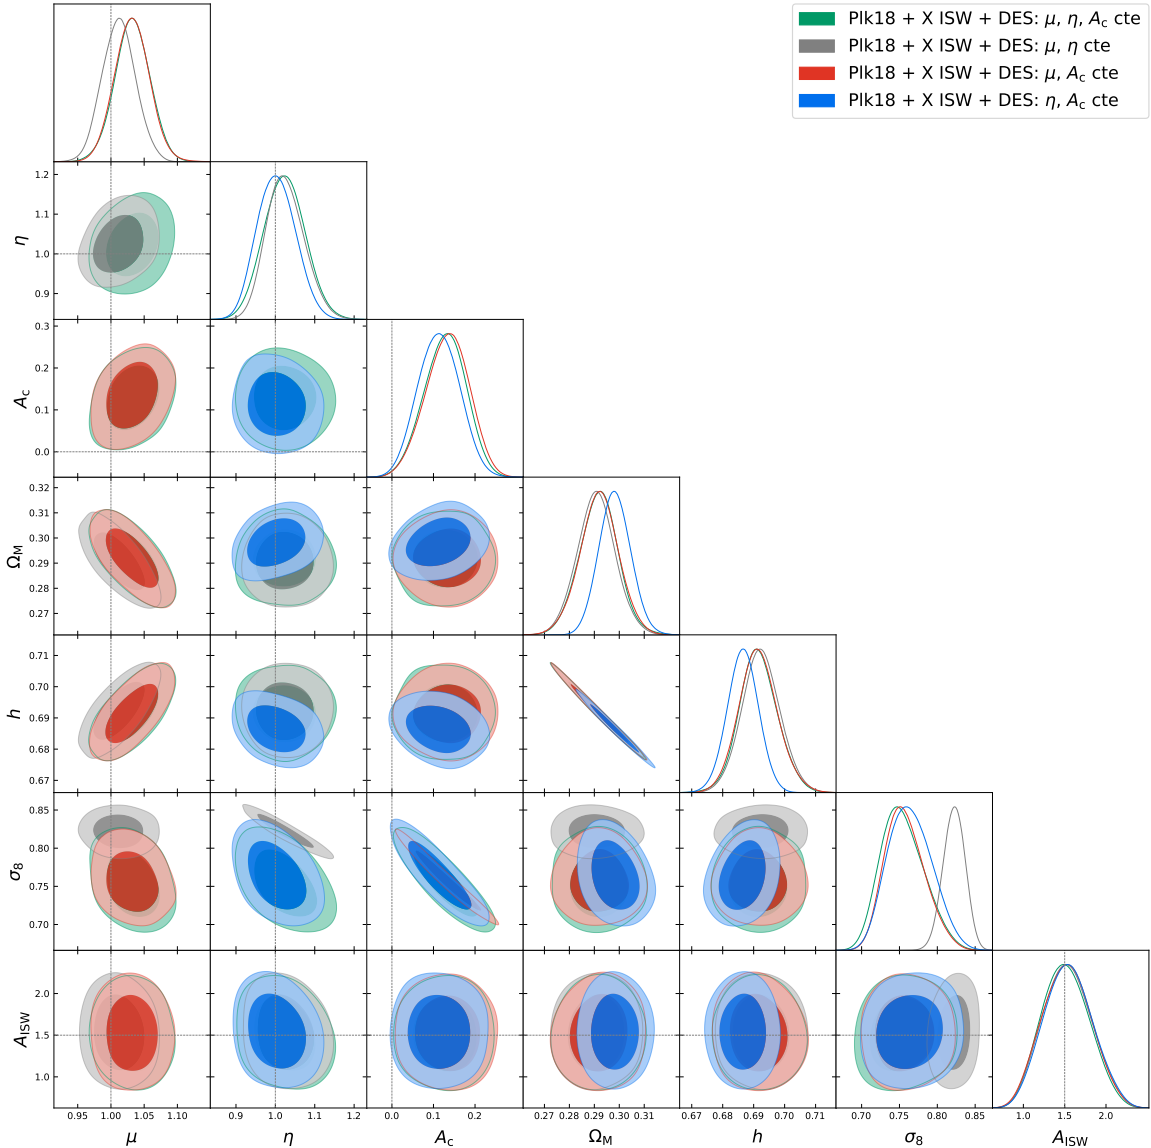 Plk18 + X ISW + DES: μ, η, A_c cte
Plk18 + X ISW + DES: μ, η cte
Plk18 + X ISW + DES: μ, A_c cte
Plk18 + X ISW + DES: η, A_c cte
1.2
1.1
η
1.0
0.9
0.3
0.2
A_c
0.1
0.0
0.32
0.31
0.30
Ω_M
0.29
0.28
0.27
0.71
0.70
h
0.69
0.68
0.67
0.85
0.80
σ_8
0.75
0.70
2.0
A_ISW
1.5
1.0
0.95 1.00 1.05 1.10 0.9 1.0 1.1 1.2 0.0 0.1 0.2 0.27 0.28 0.29 0.30 0.31 0.67 0.68 0.69 0.70 0.71 0.70 0.75 0.80 0.85 1.0 1.5 2.0
μ η A_c Ω_M h σ_8 A_ISW